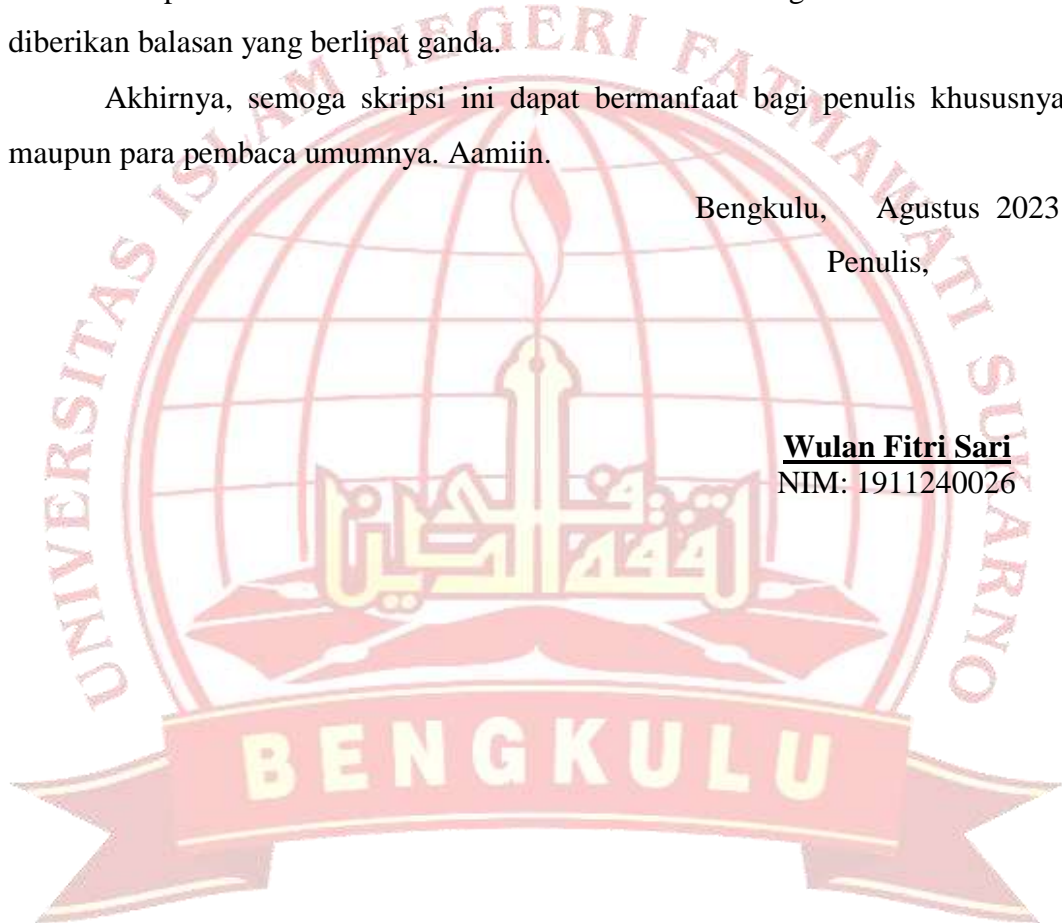 diberikan balasan yang berlipat ganda.
Akhirnya, semoga skripsi ini dapat bermanfaat bagi penulis khususnya
maupun para pembaca umumnya. Aamiin.
Bengkulu, Agustus 2023
Penulis,
Wulan Fitri Sari
NIM: 1911240026
UNIVERSITAS ISLAM NEGERI FATMAWATI SUKARNO
BENGKULU